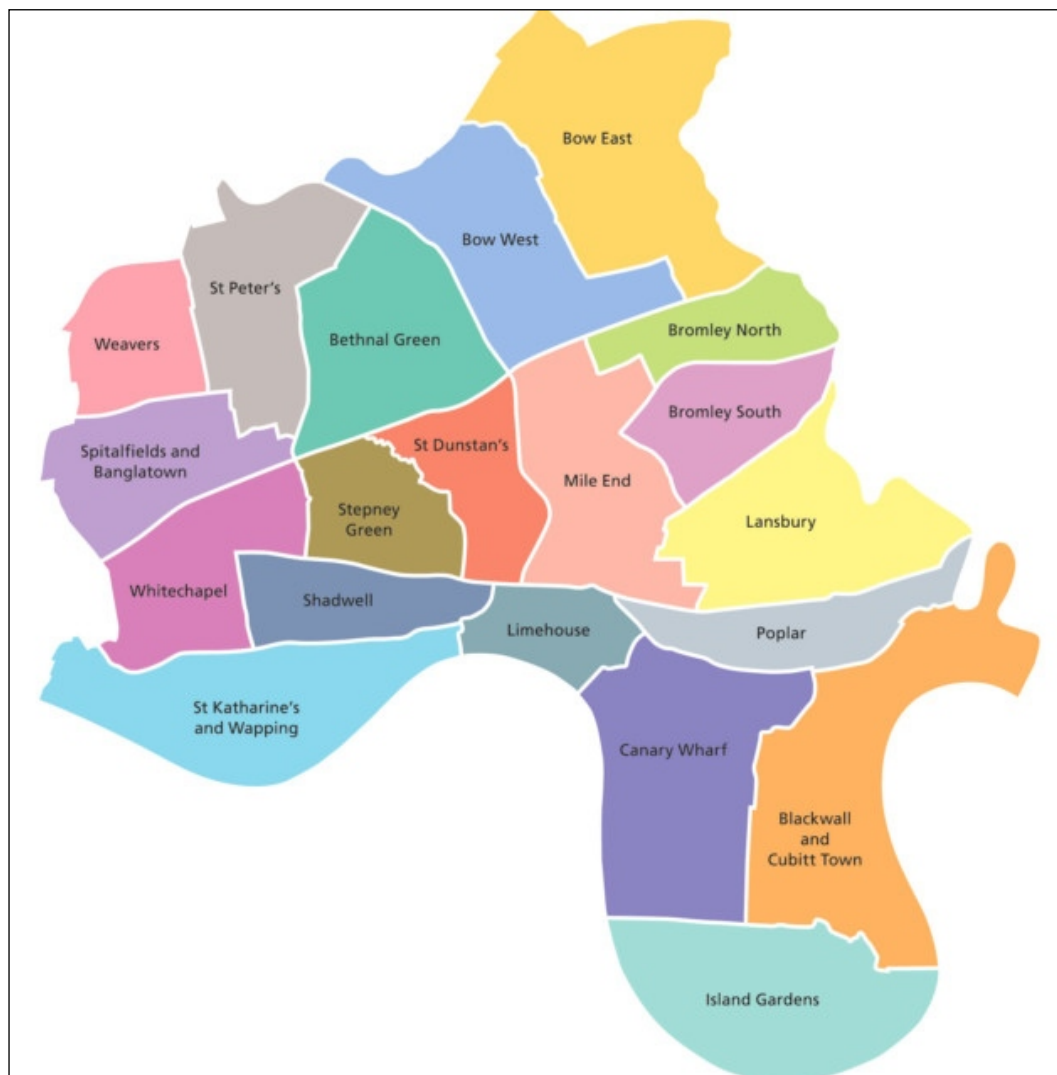 Bow East
Bow West
St Peter's
Bromley North
Weavers
Bethnal Green
Bromley South
St Dunstan's
Spitalfields and
Banglatown
Mile End
Stepney
Green
Lansbury
Whitechapel
Shadwell
Limehouse
Poplar
St Katharine's
and Wapping
Canary Wharf
Blackwall
and
Cubitt Town
Island Gardens